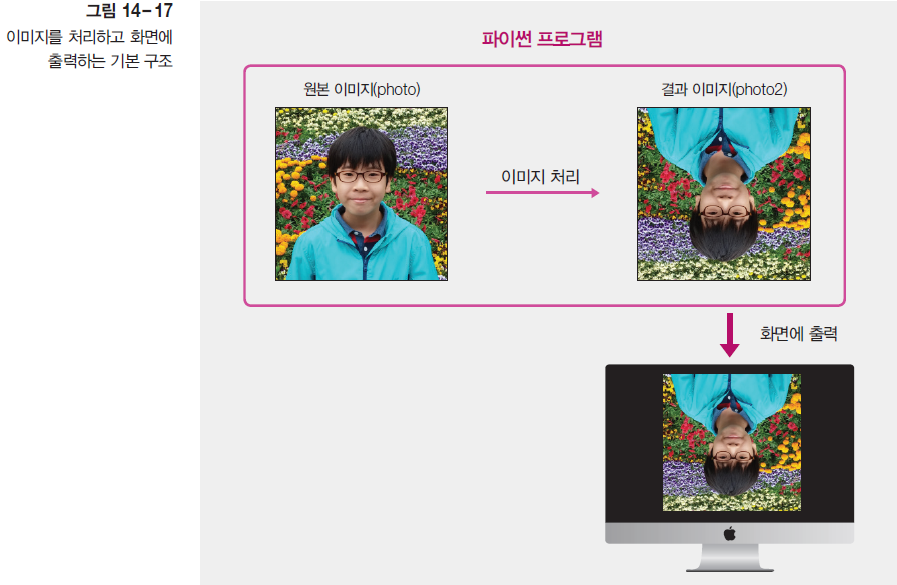 그림 14-17
이미지를 처리하고 화면에
출력하는 기본 구조
파이썬 프로그램
원본 이미지(photo)
결과 이미지(photo2)
이미지 처리
화면에 출력